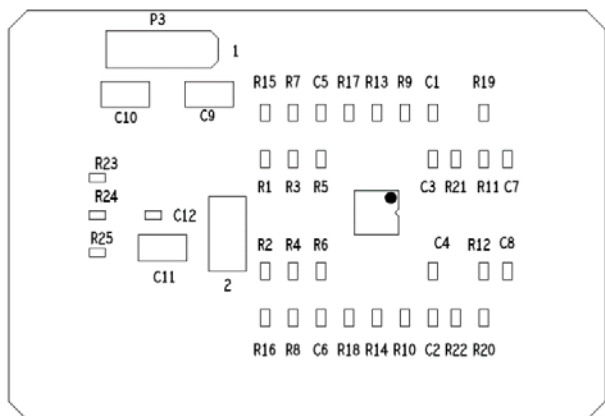 P3
1
C10 C9
R15 R7 C5 R17 R13 R9 C1 R19
R23
R24
R25
C12
C11
2
R1 R3 R5 C3 R21 R11 C7
R2 R4 R6 C4 R12 C8
R16 R8 C6 R18 R14 R10 C2 R22 R20